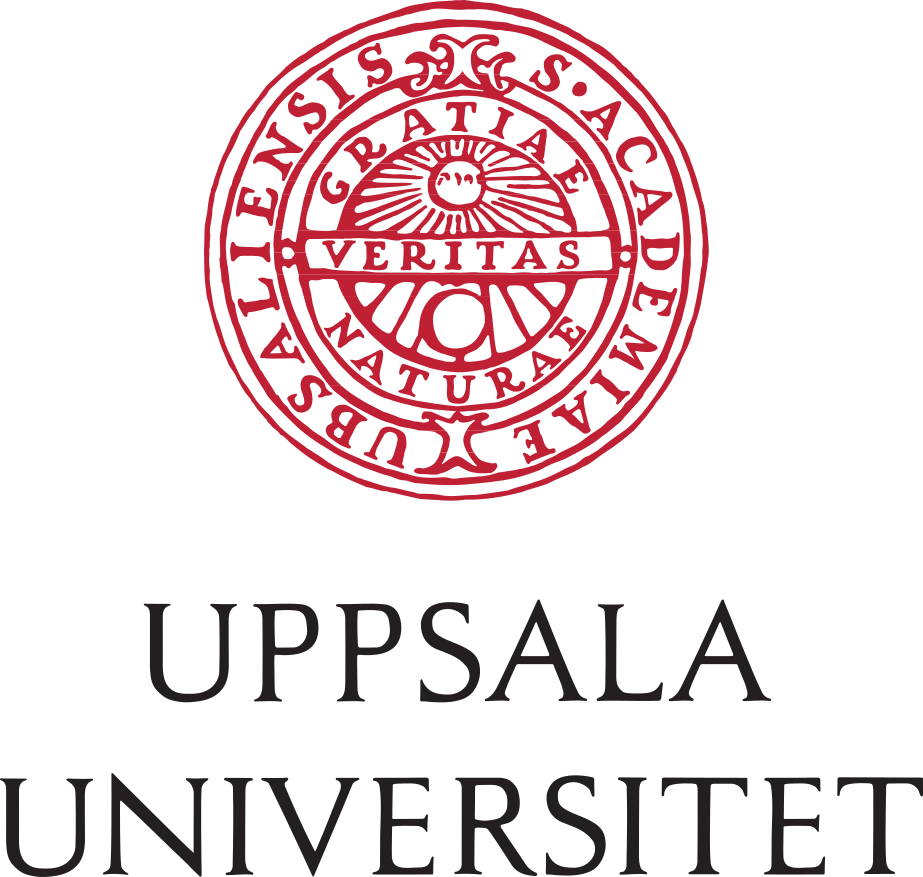 S • ACADEMIAE UBSALIENSIS
GRATIAE
VERITAS
NATURAE
UPPSALA
UNIVERSITET